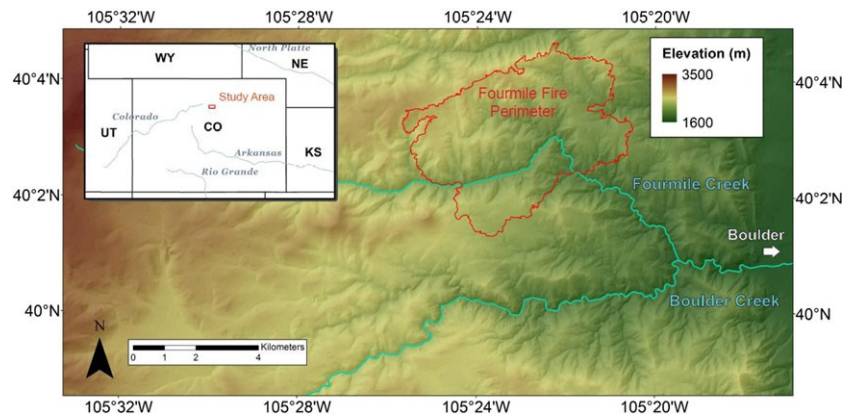 105°32'W
105°24'W
105°22'W
105°20'W
40°4'N
40°4'N
40°2'N
40°2'N
40°N
40°N
WY
North Platte
NE
Study Area
Colorado
UT
CO
Arkansas
KS
Rio Grande
Fourmile Fire
Perimeter
Elevation (m)
3500
1600
Fourmile Creek
Boulder
Boulder Creek
N
Kilometers
0 1 2 4
105°32'W
105°24'W
105°22'W
105°20'W